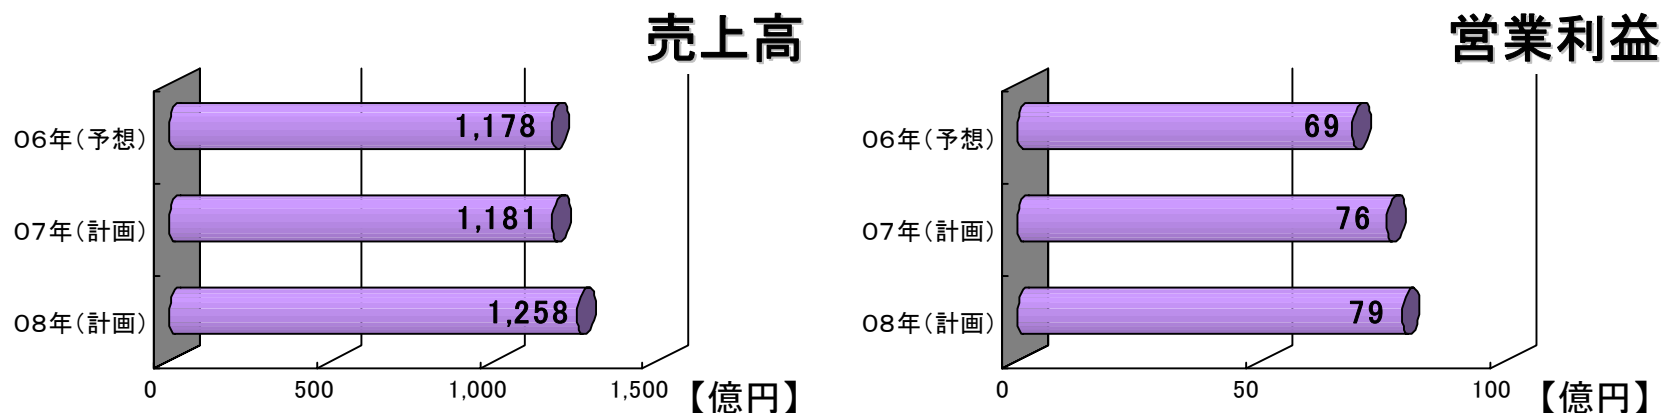 売上高
06年(予想)
1,178
07年(計画)
1,181
08年(計画)
1,258
0 500 1,000 1,500 【億円】
営業利益
06年(予想)
69
07年(計画)
76
08年(計画)
79
0 50 100 【億円】